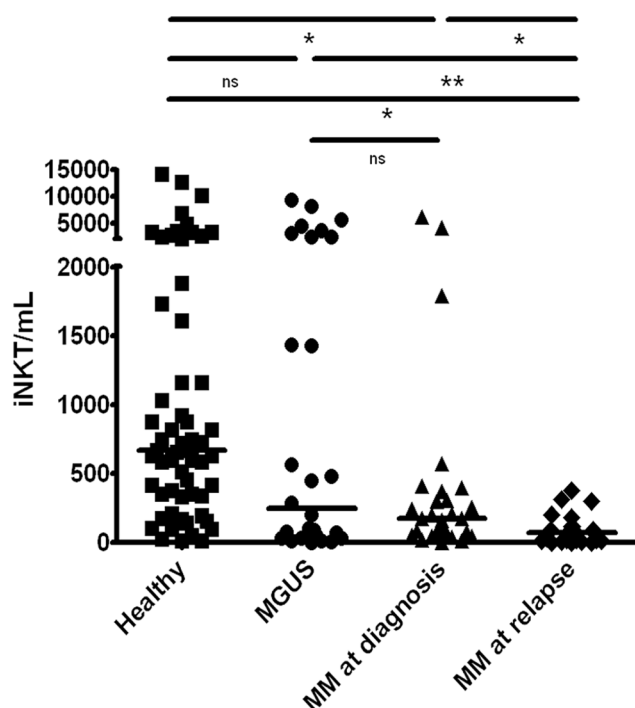 * *
ns **
*
ns
15000
10000
5000
2000
1500
1000
500
0
iNKT/mL
Healthy
MGUS
MM at diagnosis
MM at relapse